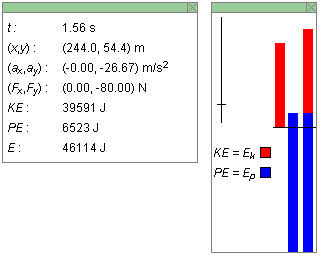 t : 1.56 s
(x,y) : (244.0, 54.4) m
(ax,ay) : (-0.00, -26.67) m/s2
(Fx,Fy) : (0.00, -80.00) N
KE : 39591 J
PE : 6523 J
E : 46114 J
KE = Ek
PE = Ep